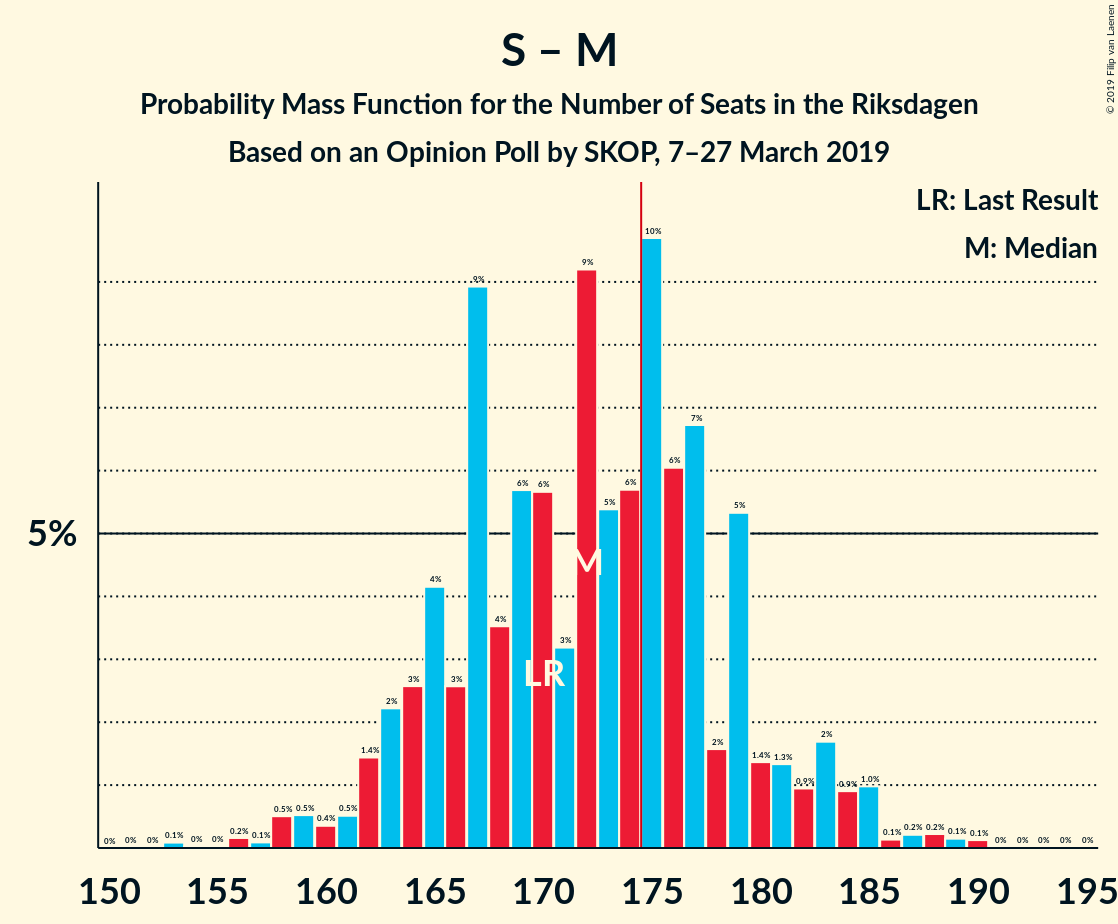 S – M
Probability Mass Function for the Number of Seats in the Riksdagen
Based on an Opinion Poll by SKOP, 7–27 March 2019
© 2019 Filip van Laenen
LR: Last Result
M: Median
5%
0% 0% 0% 0.1% 0% 0% 0.2% 0.1% 0.5% 0.5% 0.4% 0.5% 1.4% 2% 3% 4% 3% 9% 4% 6% 6% 3% 9% 5% 6% 10% 6% 7% 2% 5% 1.4% 1.3% 0.9% 2% 0.9% 1.0% 0.1% 0.2% 0.2% 0.1% 0.1% 0% 0% 0% 0% 0%
M
LR
150 155 160 165 170 175 180 185 190 195